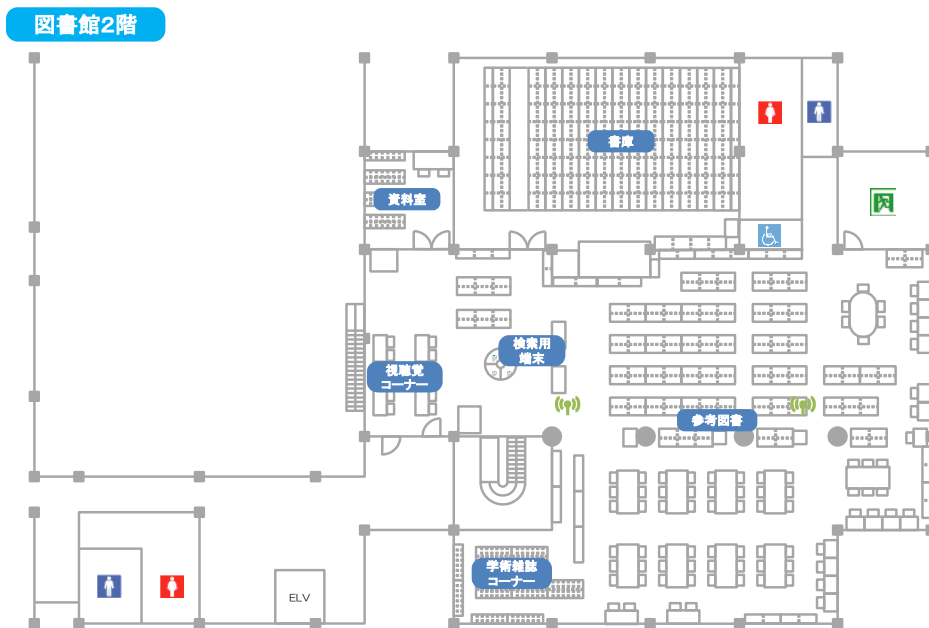 図書館2階
書庫
資料室
検索用
端末
視聴覚
コーナー
参考図書
学術雑誌
コーナー
ELV